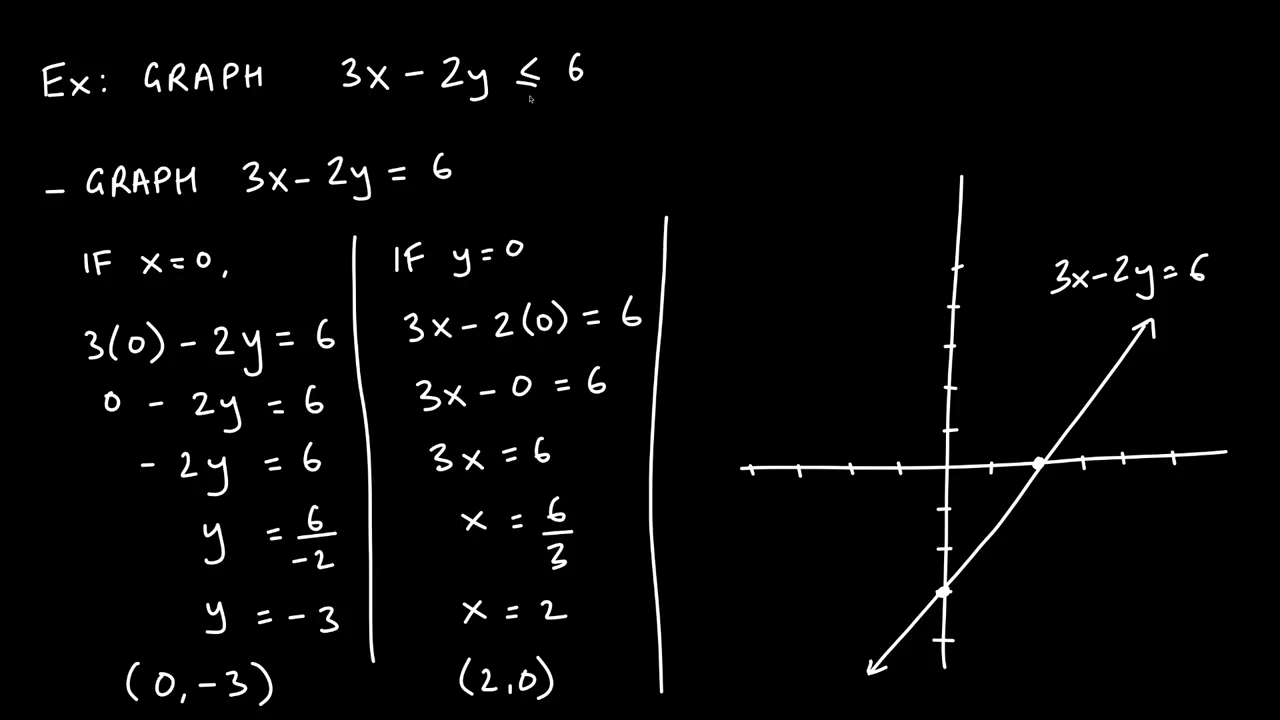 Ex: GRAPH 3x - 2y ≤ 6
- GRAPH 3x - 2y = 6
IF x = 0,
3(0) - 2y = 6
0 - 2y = 6
- 2y = 6
y = 6/-2
y = -3
(0, -3)
IF y = 0
3x - 2(0) = 6
3x - 0 = 6
3x = 6
x = 6/3
x = 2
(2, 0)
3x - 2y = 6